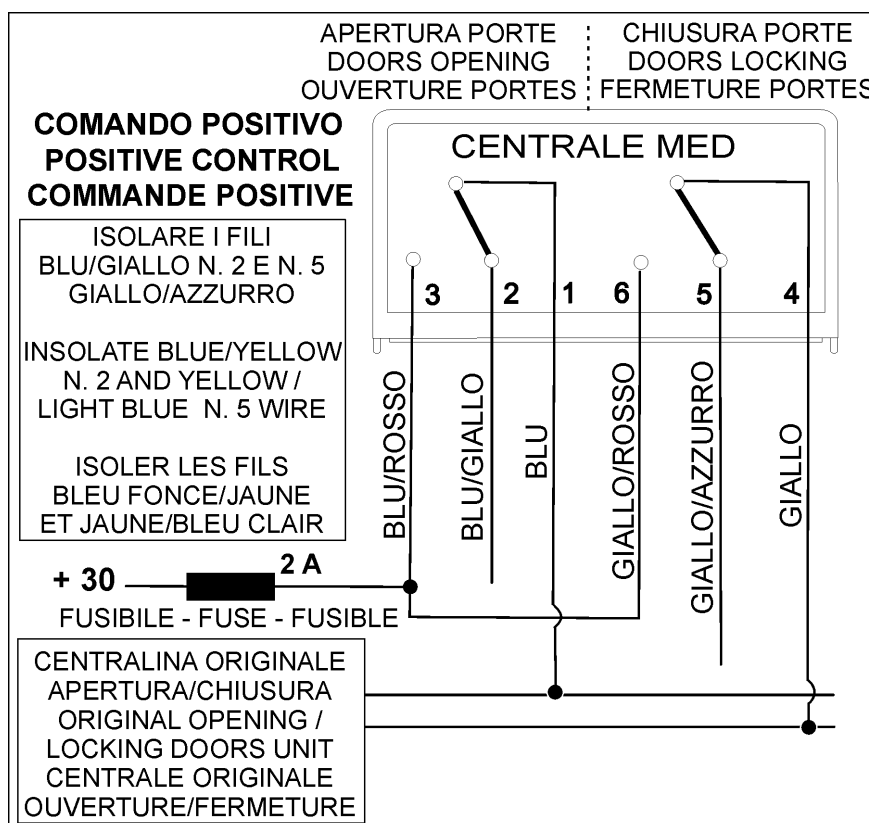 APERTURA PORTE
DOORS OPENING
OUVERTURE PORTES
CHIUSURA PORTE
DOORS LOCKING
FERMETURE PORTES
COMANDO POSITIVO
POSITIVE CONTROL
COMMANDE POSITIVE
CENTRALE MED
ISOLARE I FILI
BLU/GIALLO N. 2 E N. 5
GIALLO/AZZURRO
INSOLATE BLUE/YELLOW
N. 2 AND YELLOW /
LIGHT BLUE N. 5 WIRE
ISOLER LES FILS
BLEU FONCE/JAUNE
ET JAUNE/BLEU CLAIR
3 2 1 6 5 4
BLU/ROSSO
BLU/GIALLO
BLU
GIALLO/ROSSO
GIALLO/AZZURRO
GIALLO
+ 30
2 A
FUSIBILE - FUSE - FUSIBLE
CENTRALINA ORIGINALE
APERTURA/CHIUSURA
ORIGINAL OPENING /
LOCKING DOORS UNIT
CENTRALE ORIGINALE
OUVERTURE/FERMETURE